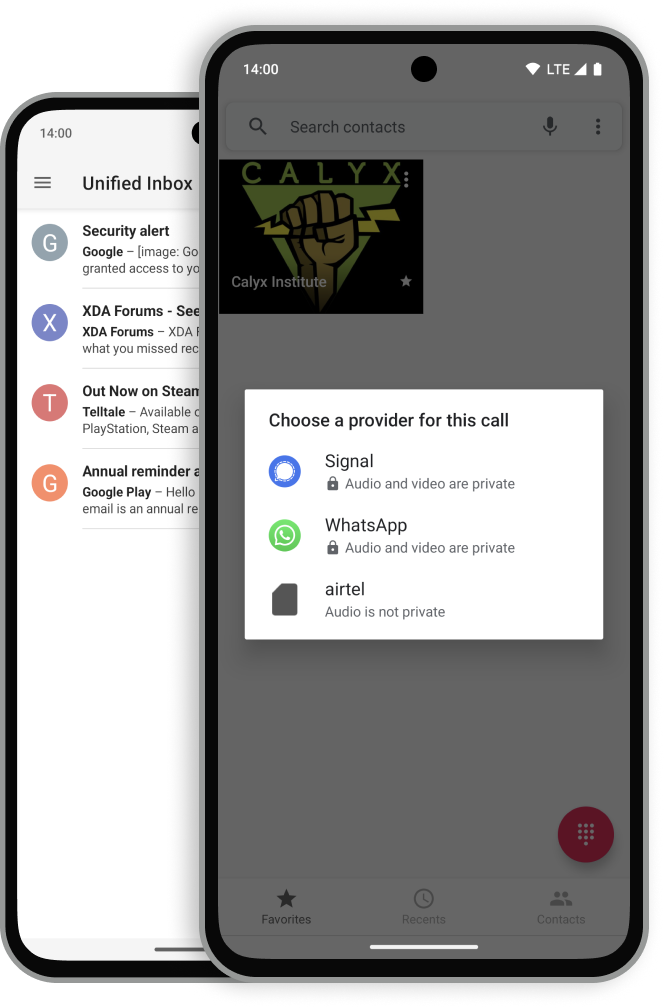 14:00
Unified Inbox
G
Security alert
Google – [image: Go
granted access to yo
X
XDA Forums - See
XDA Forums – XDA F
what you missed rec
T
Out Now on Steam
Telltale – Available o
PlayStation, Steam a
G
Annual reminder a
Google Play – Hello
email is an annual re
14:00
LTE
Search contacts
CALYX
Calyx Institute
Choose a provider for this call
Signal
Audio and video are private
WhatsApp
Audio and video are private
airtel
Audio is not private
Favorites
Recents
Contacts